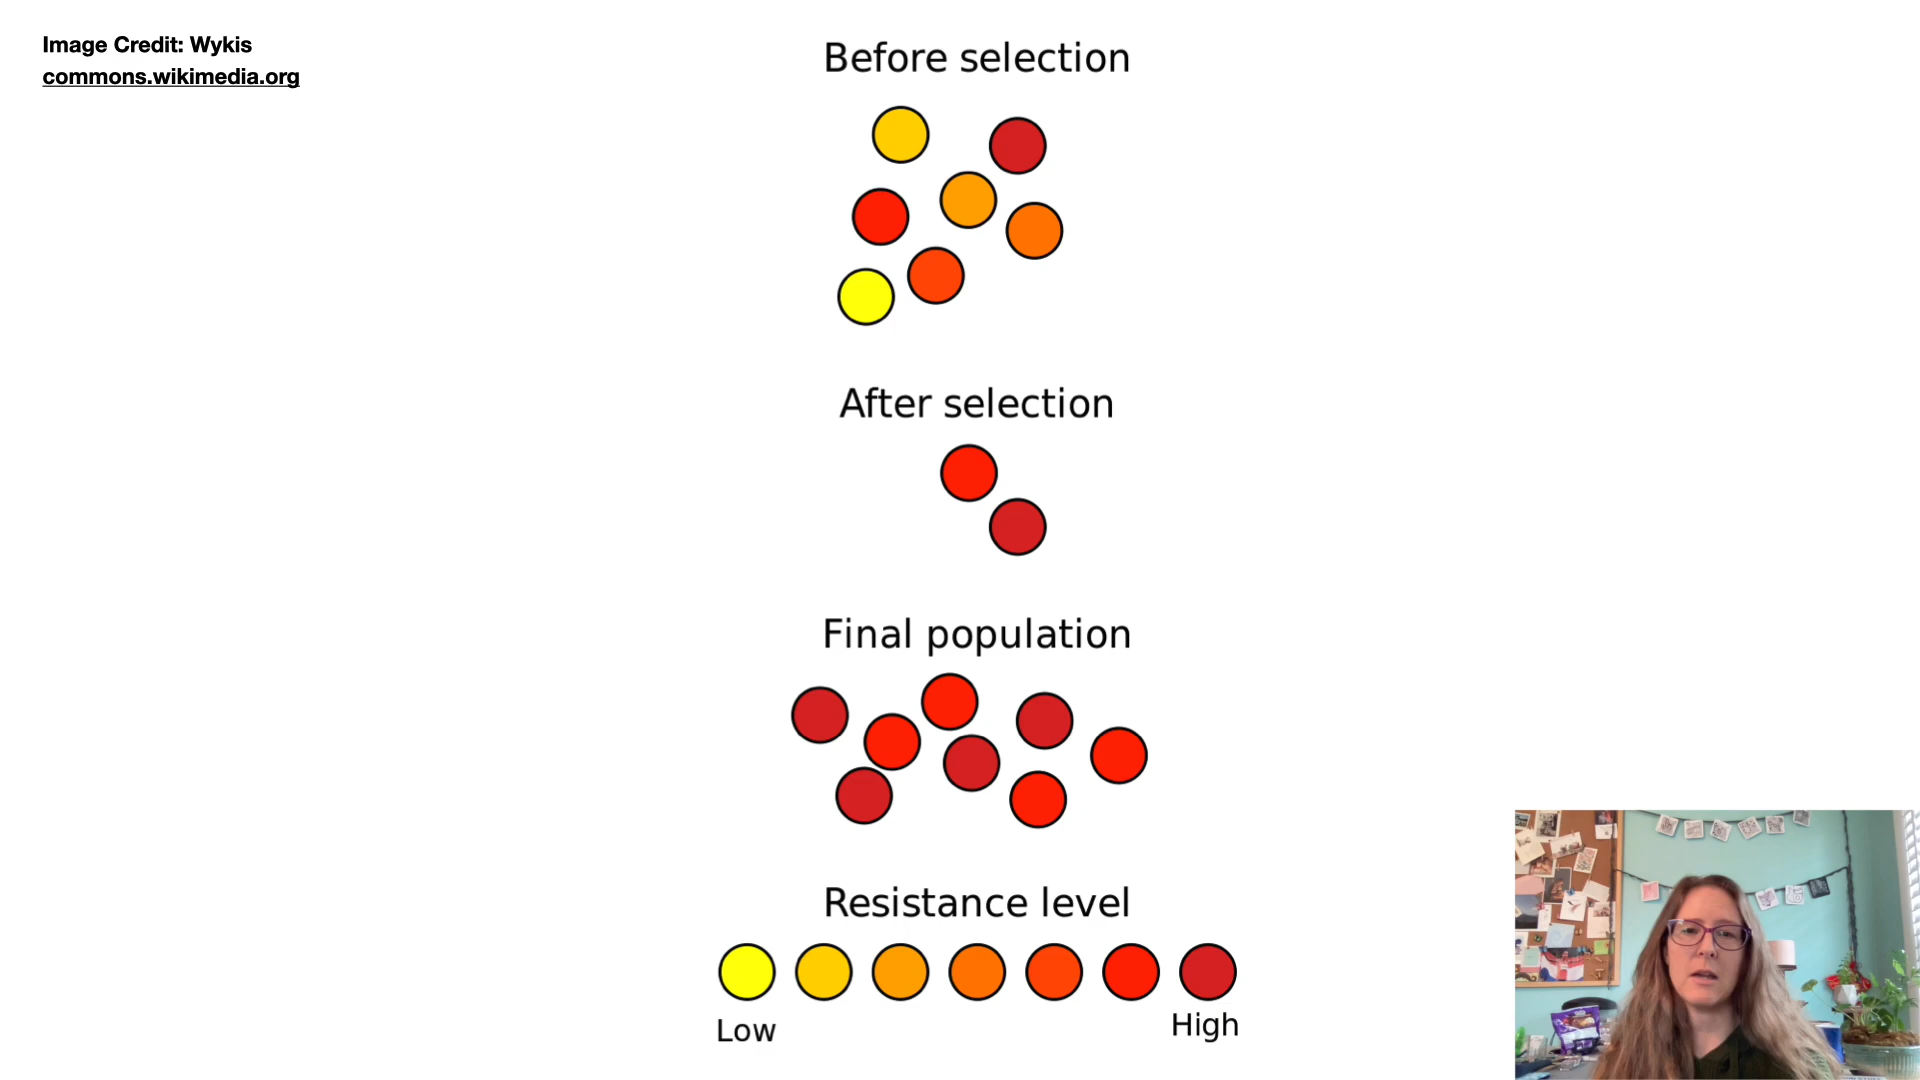 Image Credit: Wykis
commons.wikimedia.org
Before selection
After selection
Final population
Resistance level
Low
High